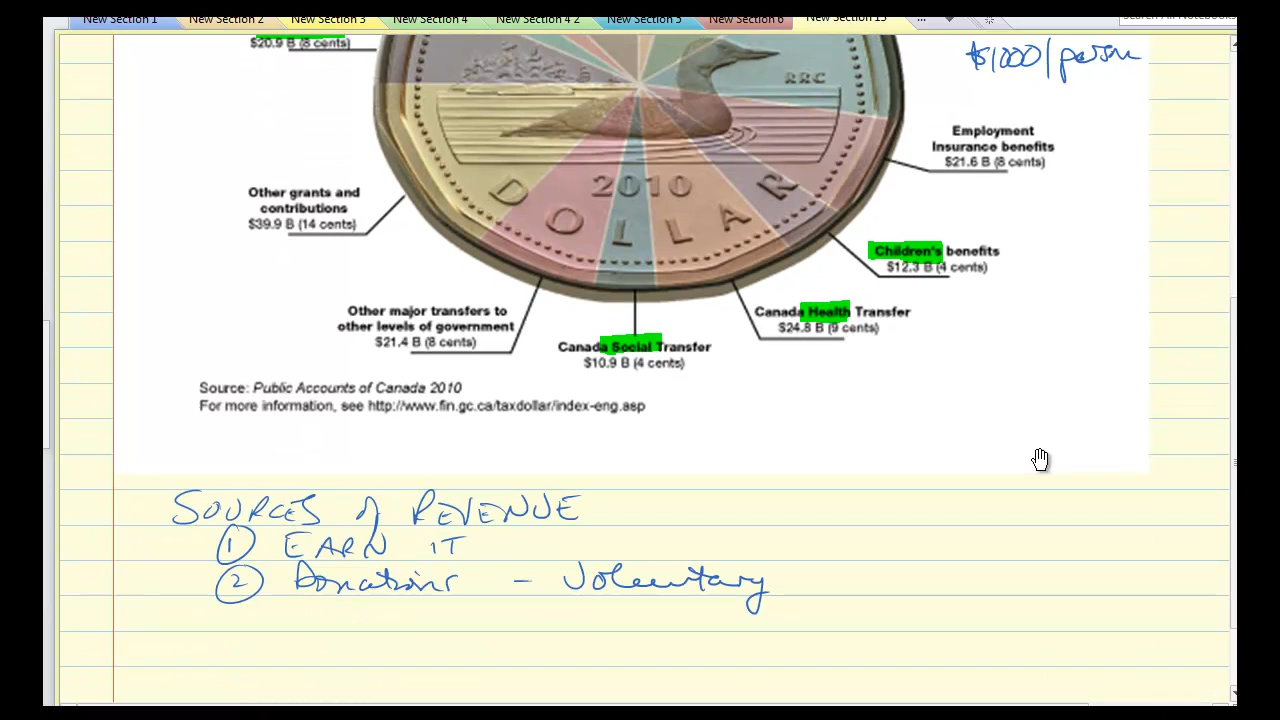 New Section 1 New Section 2 New Section 3 New Section 4 New Section 4 2 New Section 5 New Section 6 New Section 15 ... Search All Notebooks
$20.9 B (8 cents)
$1000/person
RRC
Employment
Insurance benefits
$21.6 B (8 cents)
2010
DOLLAR
Other grants and
contributions
$39.9 B (14 cents)
Children's benefits
$12.3 B (4 cents)
Canada Health Transfer
$24.8 B (9 cents)
Other major transfers to
other levels of government
$21.4 B (8 cents)
Canada Social Transfer
$10.9 B (4 cents)
Source: Public Accounts of Canada 2010
For more information, see http://www.fin.gc.ca/taxdollar/index-eng.asp
SOURCES of REVENUE
① EARN IT
② Donations - Voluntary